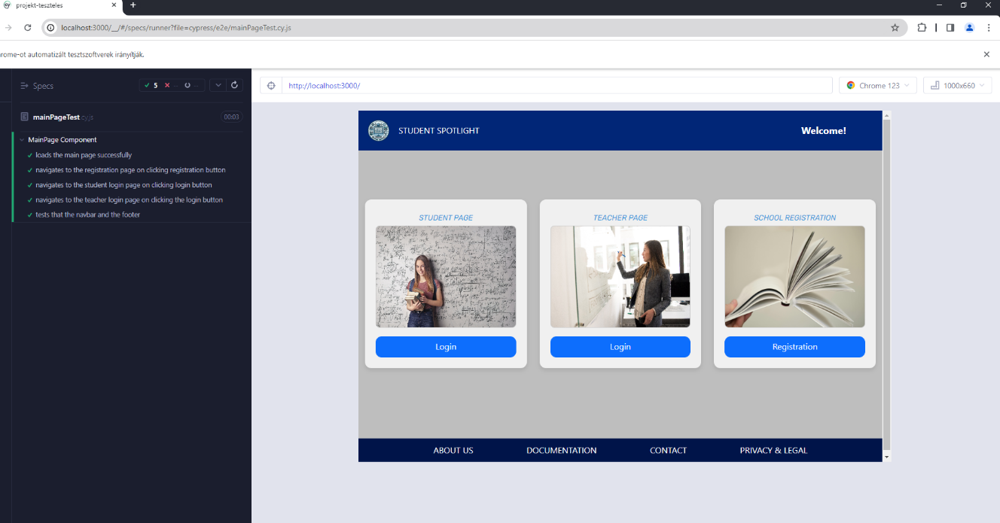 cy projekt-teszteles
localhost:3000/__/#/specs/runner?file=cypress/e2e/mainPageTest.cy.js
rome-ot automatizált tesztszoftverek irányítják.
Specs 5 -- --
http://localhost:3000/ Chrome 123 1000x660
mainPageTest.cy.js 00:03
MainPage Component
loads the main page successfully
navigates to the registration page on clicking registration button
navigates to the student login page on clicking login button
navigates to the teacher login page on clicking the login button
tests that the navbar and the footer
STUDENT SPOTLIGHT Welcome!
STUDENT PAGE TEACHER PAGE SCHOOL REGISTRATION
Login Login Registration
ABOUT US DOCUMENTATION CONTACT PRIVACY & LEGAL